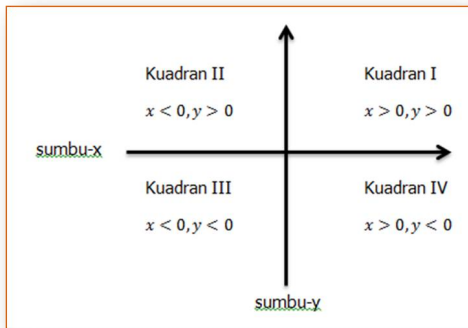 Kuadran II
Kuadran I
x < 0, y > 0
x > 0, y > 0
sumbu-x
Kuadran III
Kuadran IV
x < 0, y < 0
x > 0, y < 0
sumbu-y